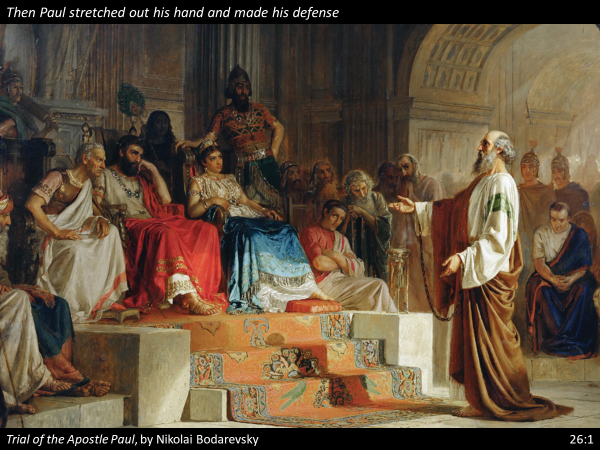 Then Paul stretched out his hand and made his defense
Trial of the Apostle Paul, by Nikolai Bodarevsky
26:1